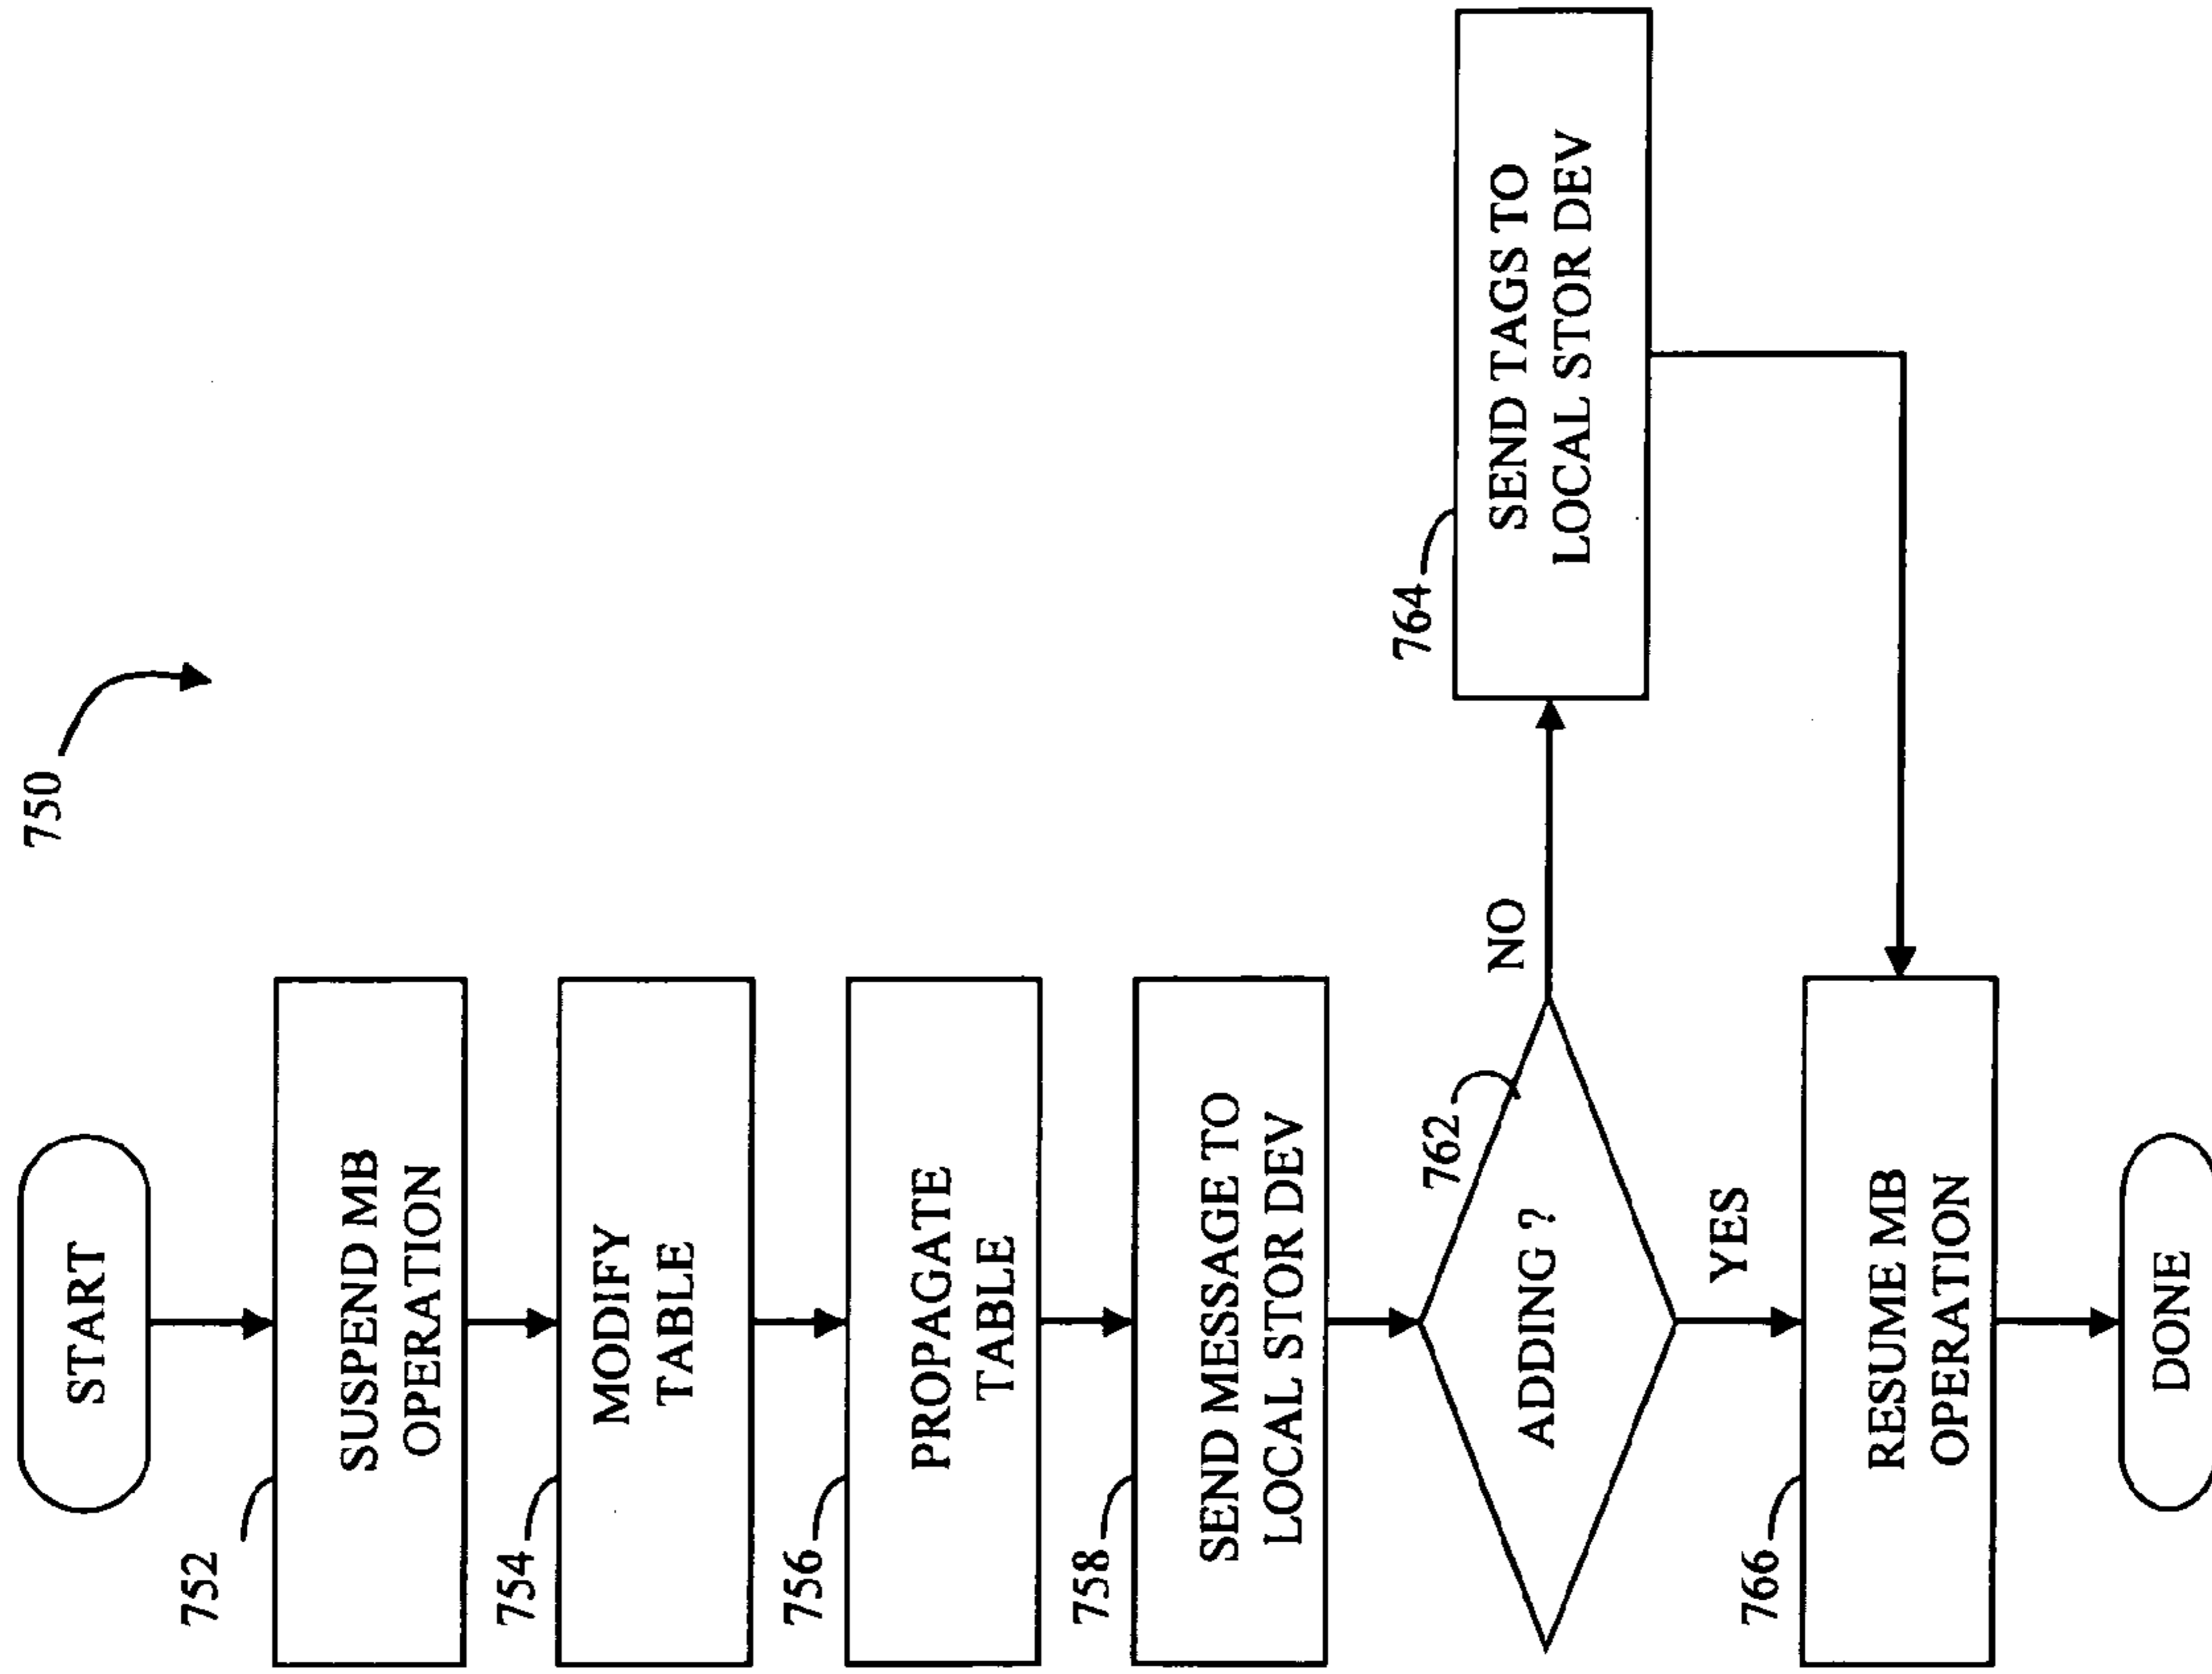 750
START
752
SUSPEND MB
OPERATION
754
MODIFY
TABLE
756
PROPAGATE
TABLE
758
SEND MESSAGE TO
LOCAL STOR DEV
762
ADDING ?
NO
764
SEND TAGS TO
LOCAL STOR DEV
YES
766
RESUME MB
OPERATION
DONE